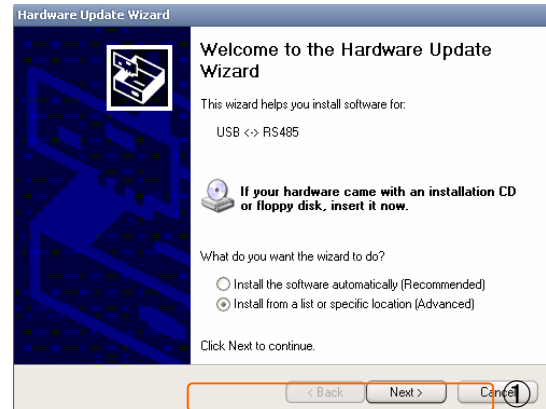 Hardware Update Wizard
Welcome to the Hardware Update
Wizard
This wizard helps you install software for:
USB <-> RS485
If your hardware came with an installation CD
or floppy disk, insert it now.
What do you want the wizard to do?
Install the software automatically (Recommended)
Install from a list or specific location (Advanced)
Click Next to continue.
< Back Next > Cancel ①